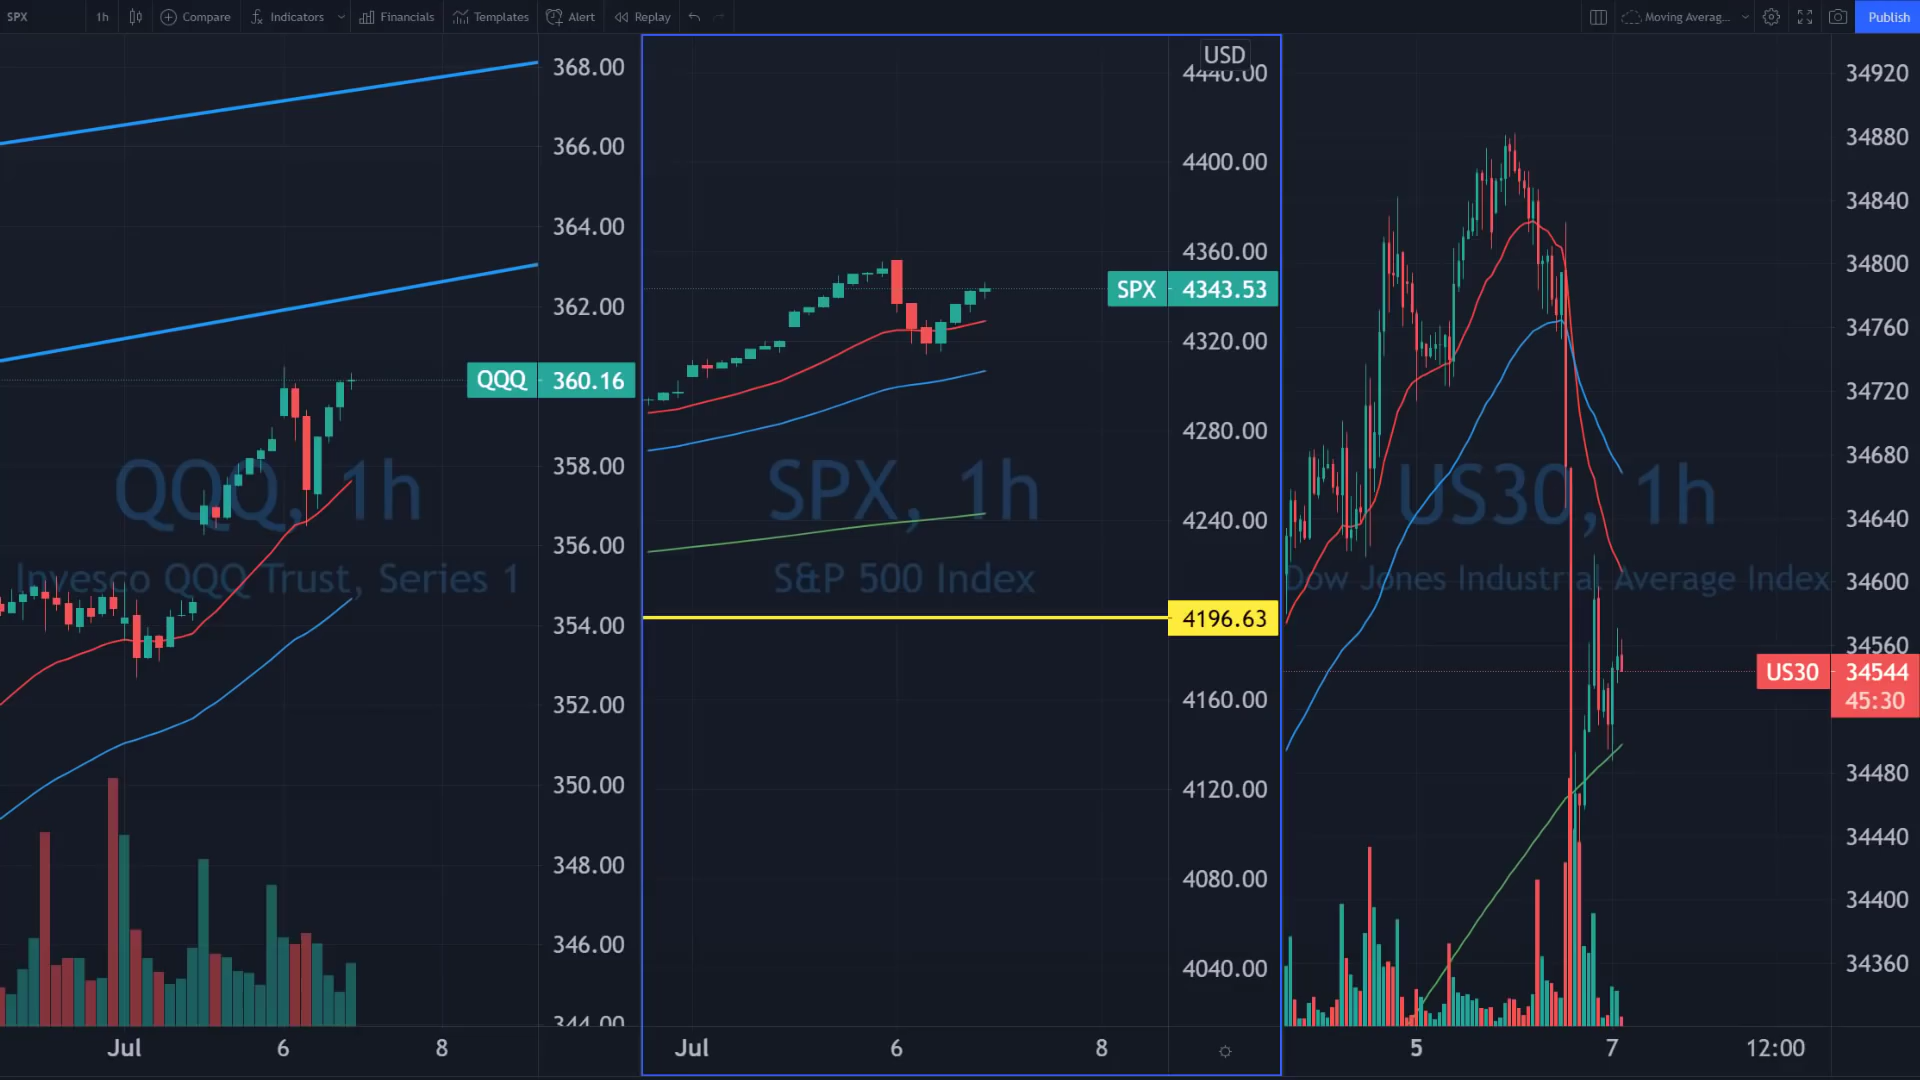 SPX 1h Compare Indicators Financials Templates Alert Replay Moving Averag... Publish
368.00
366.00
364.00
362.00
QQQ 360.16
358.00
356.00
354.00
352.00
350.00
348.00
346.00
344.00
QQQ, 1h
Invesco QQQ Trust, Series 1
Jul 6 8
USD
4440.00
4400.00
4360.00
SPX 4343.53
4320.00
4280.00
4240.00
4196.63
4160.00
4120.00
4080.00
4040.00
SPX, 1h
S&P 500 Index
Jul 6 8
34920
34880
34840
34800
34760
34720
34680
34640
34600
34560
US30 34544
45:30
34480
34440
34400
34360
US30, 1h
Dow Jones Industrial Average Index
5 7 12:00